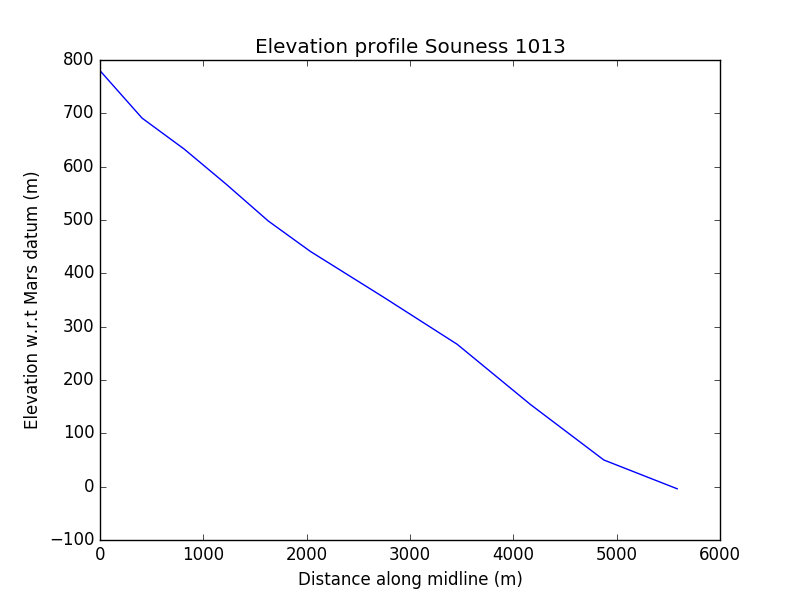 Elevation profile Souness 1013
800
700
600
500
400
300
200
100
0
−100
Elevation w.r.t Mars datum (m)
0 1000 2000 3000 4000 5000 6000
Distance along midline (m)